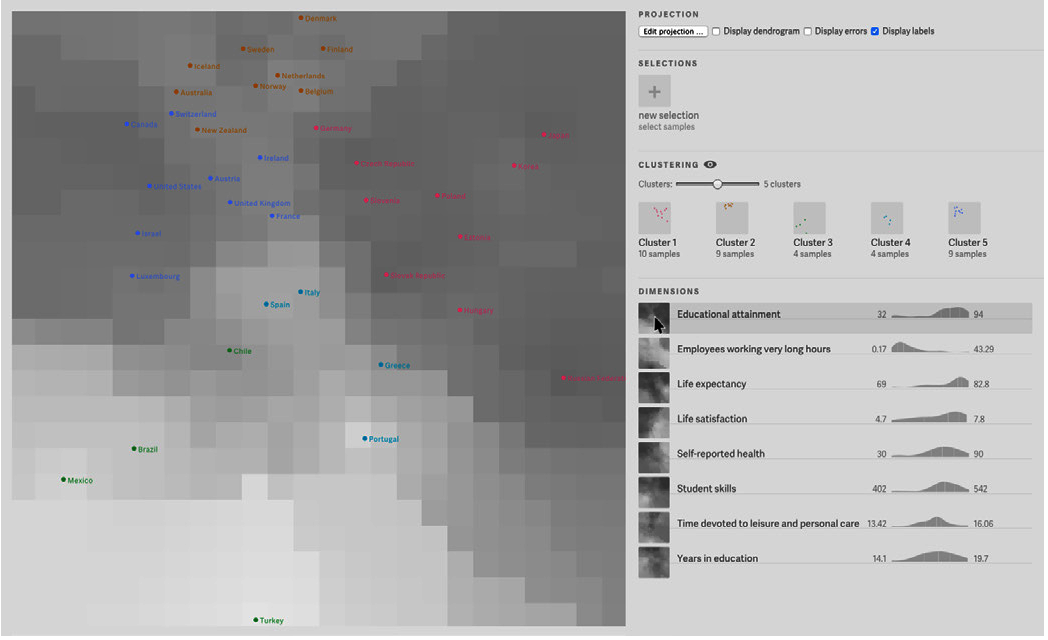 Denmark
Sweden
Finland
Iceland
Netherlands
Norway
Australia
Belgium
Switzerland
Canada
New Zealand
Germany
Japan
Ireland
Czech Republic
Korea
Austria
United States
Slovenia
Poland
United Kingdom
France
Israel
Estonia
Luxembourg
Slovak Republic
Italy
Spain
Hungary
Chile
Greece
Russian Federation
Portugal
Brazil
Mexico
Turkey
PROJECTION
Edit projection ... Display dendrogram Display errors Display labels
SELECTIONS
+
new selection
select samples
CLUSTERING
Clusters: 5 clusters
Cluster 1 Cluster 2 Cluster 3 Cluster 4 Cluster 5
10 samples 9 samples 4 samples 4 samples 9 samples
DIMENSIONS
Educational attainment 32 94
Employees working very long hours 0.17 43.29
Life expectancy 69 82.8
Life satisfaction 4.7 7.8
Self-reported health 30 90
Student skills 402 542
Time devoted to leisure and personal care 13.42 16.06
Years in education 14.1 19.7